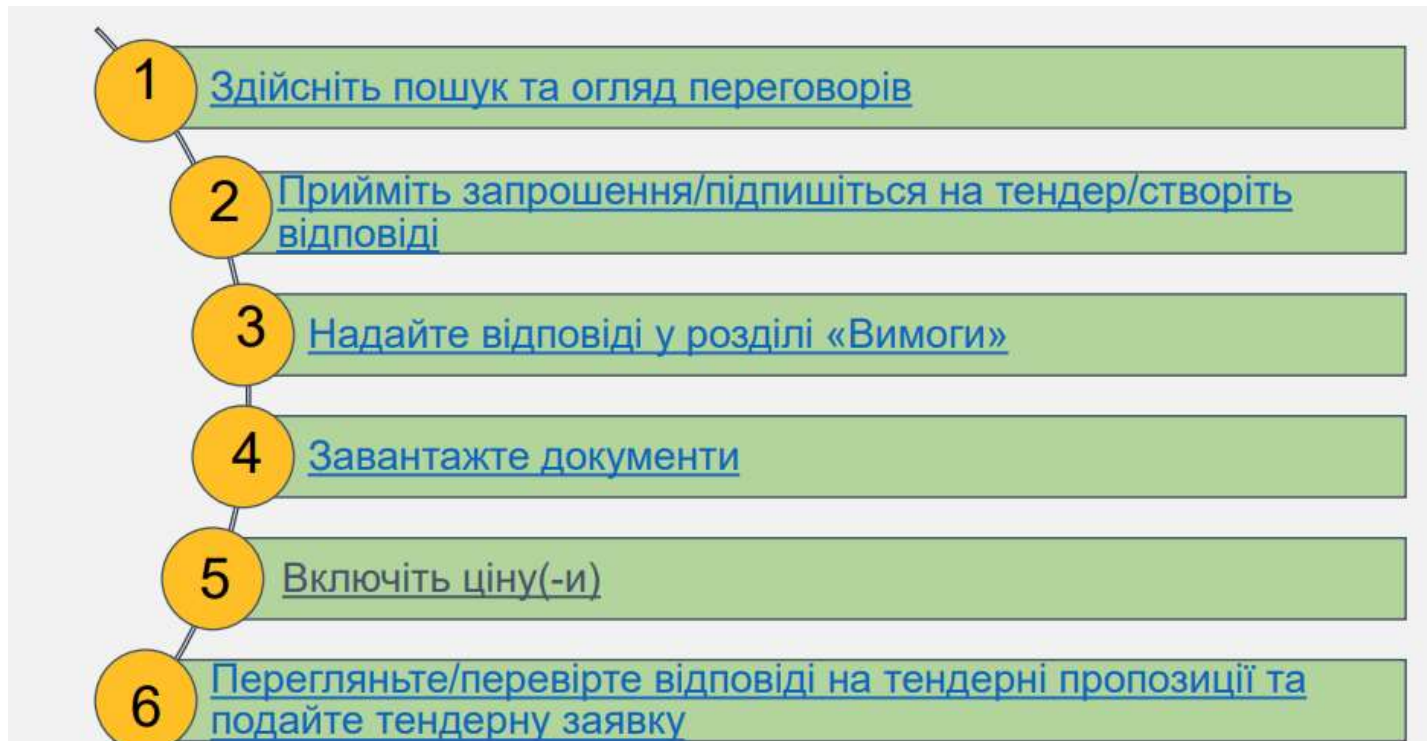 1 Здійсніть пошук та огляд переговорів
2 Прийміть запрошення/підпишіться на тендер/створіть
відповіді
3 Надайте відповіді у розділі «Вимоги»
4 Завантажте документи
5 Включіть ціну(-и)
6 Перегляньте/перевірте відповіді на тендерні пропозиції та
подайте тендерну заявку